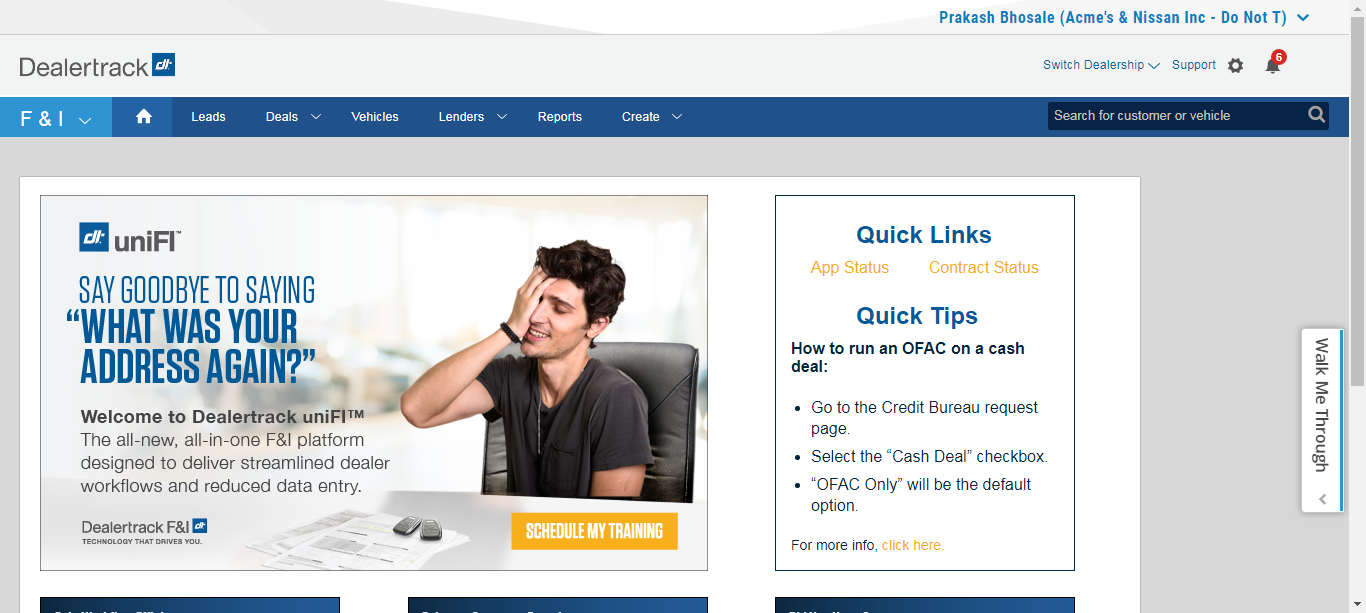 Prakash Bhosale (Acme's & Nissan Inc - Do Not T)
Dealertrack dt.
Switch Dealership Support 6
F & I Leads Deals Vehicles Lenders Reports Create Search for customer or vehicle
dt. uniFI™
SAY GOODBYE TO SAYING
“WHAT WAS YOUR
ADDRESS AGAIN?”
Welcome to Dealertrack uniFI™
The all-new, all-in-one F&I platform
designed to deliver streamlined dealer
workflows and reduced data entry.
Dealertrack F&I dt.
TECHNOLOGY THAT DRIVES YOU.
SCHEDULE MY TRAINING
Quick Links
App Status Contract Status
Quick Tips
How to run an OFAC on a cash
deal:
• Go to the Credit Bureau request
page.
• Select the “Cash Deal” checkbox.
• “OFAC Only” will be the default
option.
For more info, click here.
Walk Me Through